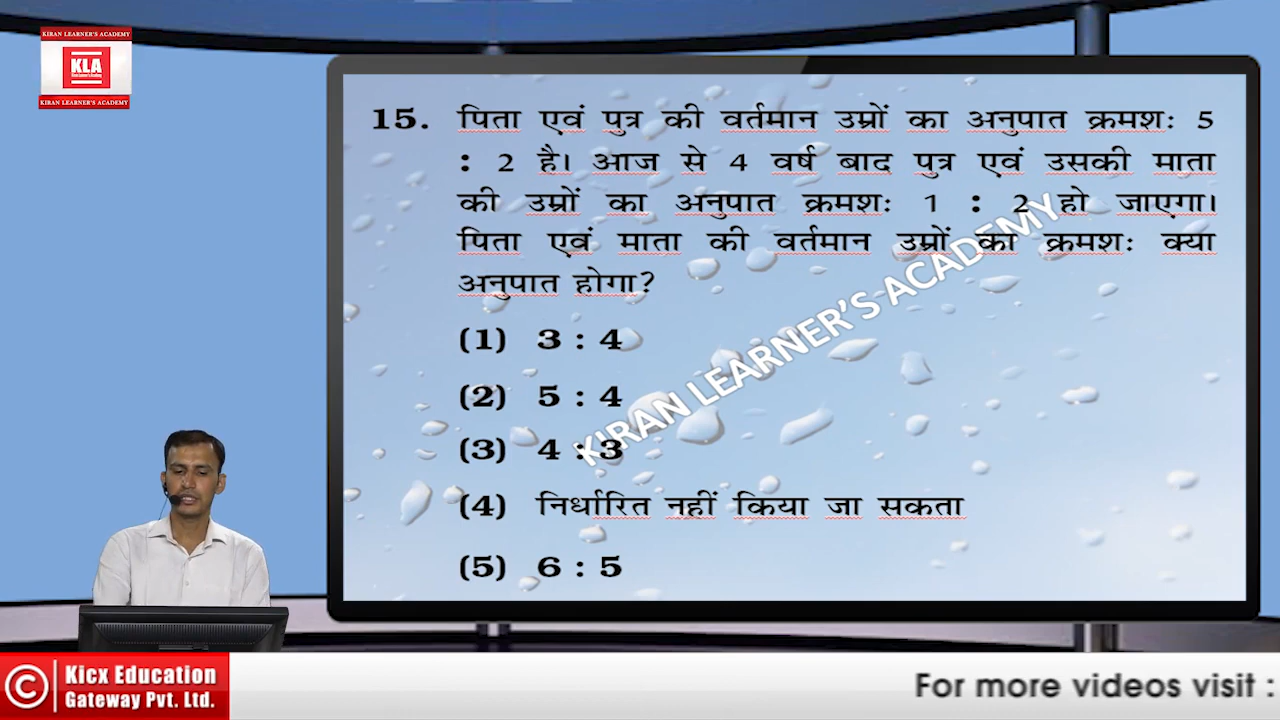 KIRAN LEARNER'S ACADEMY
KLA
KIRAN LEARNER'S ACADEMY
15. पिता एवं पुत्र की वर्तमान उम्रों का अनुपात क्रमशः 5
: 2 है। आज से 4 वर्ष बाद पुत्र एवं उसकी माता
की उम्रों का अनुपात क्रमशः 1 : 2 हो जाएगा।
पिता एवं माता की वर्तमान उम्रों का क्रमशः क्या
अनुपात होगा?
(1) 3 : 4
(2) 5 : 4
(3) 4 : 3
(4) निर्धारित नहीं किया जा सकता
(5) 6 : 5
KIRAN LEARNER'S ACADEMY
© Kicx Education
Gateway Pvt. Ltd.
For more videos visit :